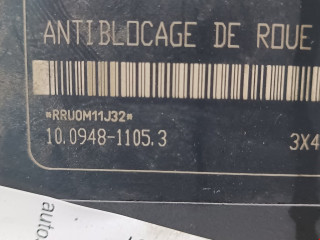 ANTIBLOCAGE DE ROUE
*RRU0M11J32*
10.0948-1105.3 3X4
auto.